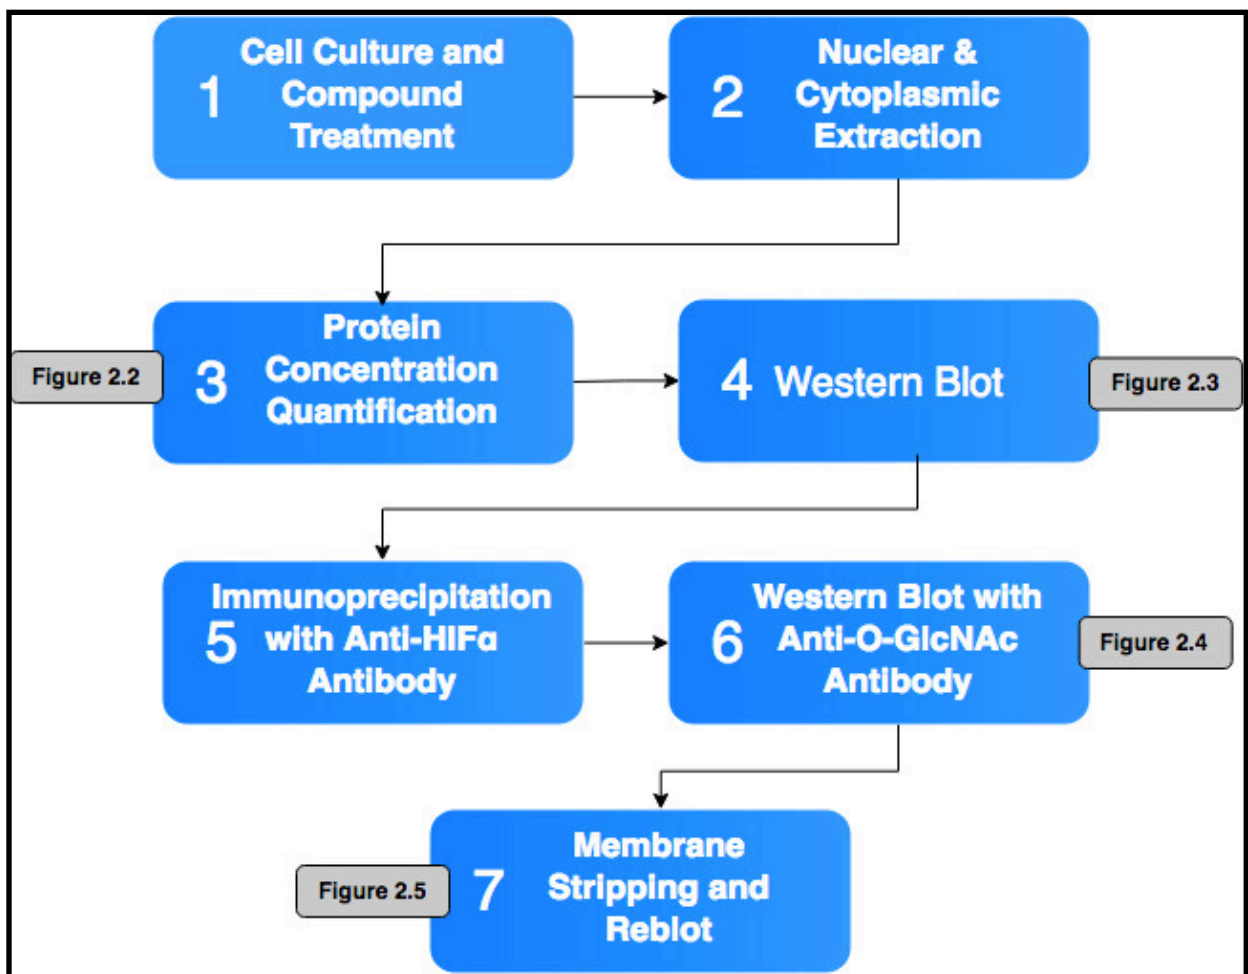 1
Cell Culture and
Compound
Treatment
2
Nuclear &
Cytoplasmic
Extraction
Figure 2.2
3
Protein
Concentration
Quantification
4 Western Blot
Figure 2.3
5
Immunoprecipitation
with Anti-HIFα
Antibody
6
Western Blot with
Anti-O-GlcNAc
Antibody
Figure 2.4
Figure 2.5
7
Membrane
Stripping and
Reblot